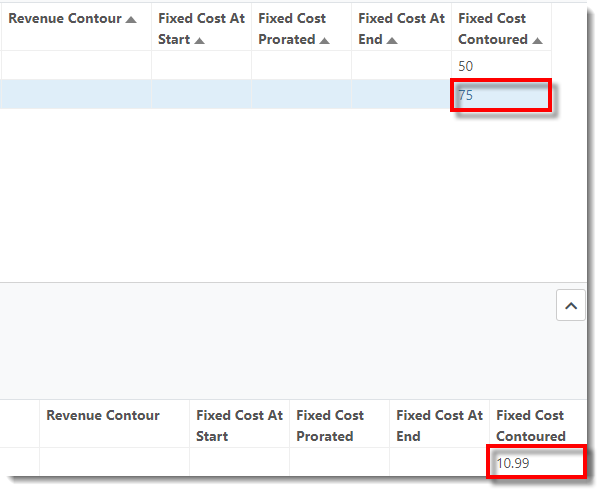 Revenue Contour Fixed Cost At Fixed Cost Fixed Cost At Fixed Cost
Start Prorated End Contoured
50
75
Revenue Contour Fixed Cost At Fixed Cost Fixed Cost At Fixed Cost
Start Prorated End Contoured
10.99